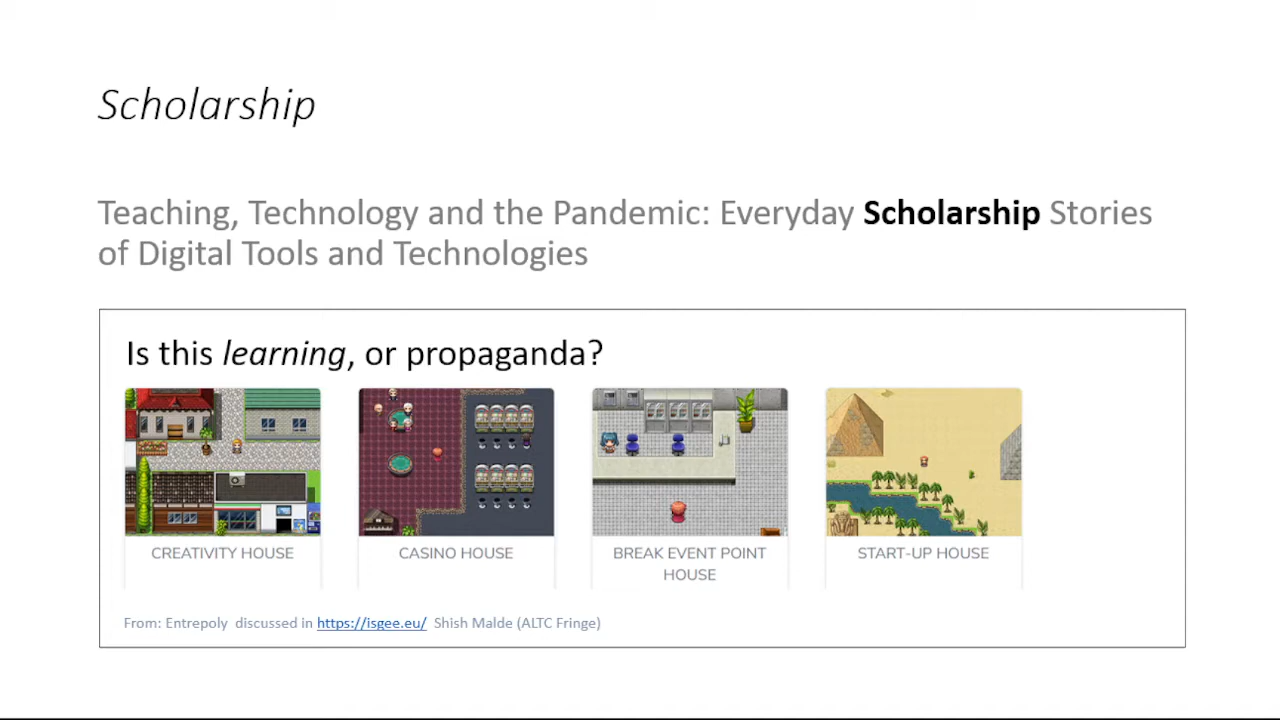 Scholarship
Teaching, Technology and the Pandemic: Everyday Scholarship Stories
of Digital Tools and Technologies
Is this learning, or propaganda?
CREATIVITY HOUSE
CASINO HOUSE
BREAK EVENT POINT
HOUSE
START-UP HOUSE
From: Entrepoly discussed in https://isgee.eu/ Shish Malde (ALTC Fringe)